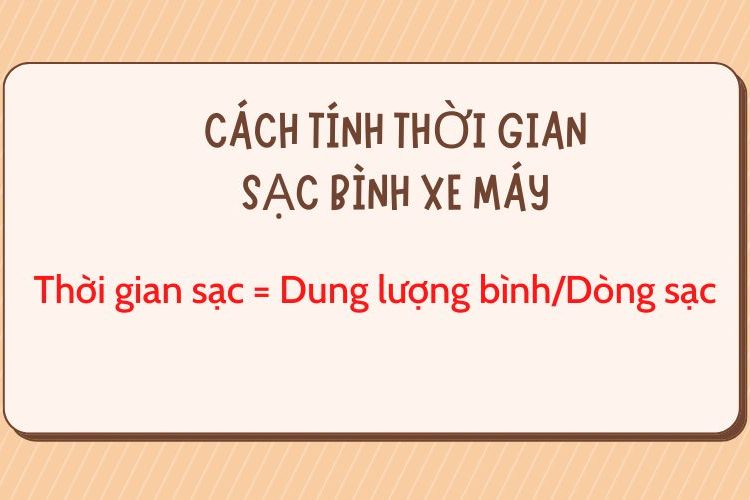 CÁCH TÍNH THỜI GIAN
SẠC BÌNH XE MÁY
Thời gian sạc = Dung lượng bình/Dòng sạc